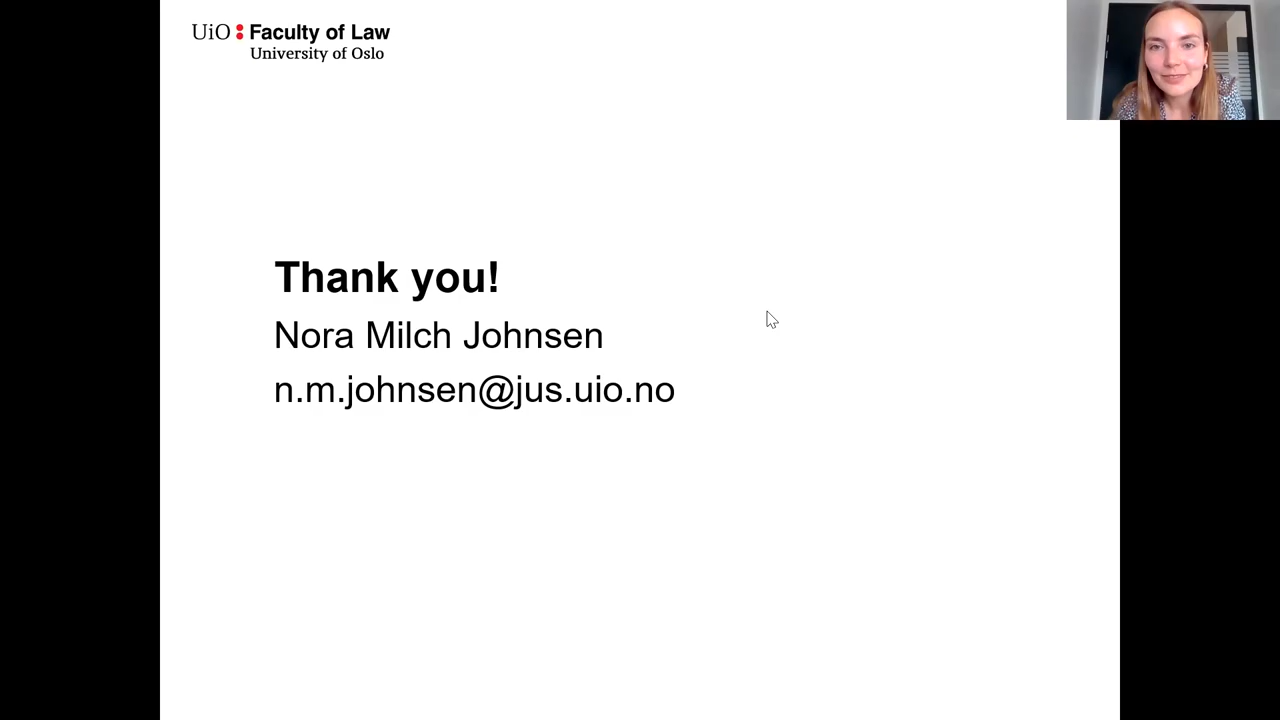 UiO Faculty of Law
University of Oslo
Thank you!
Nora Milch Johnsen
n.m.johnsen@jus.uio.no